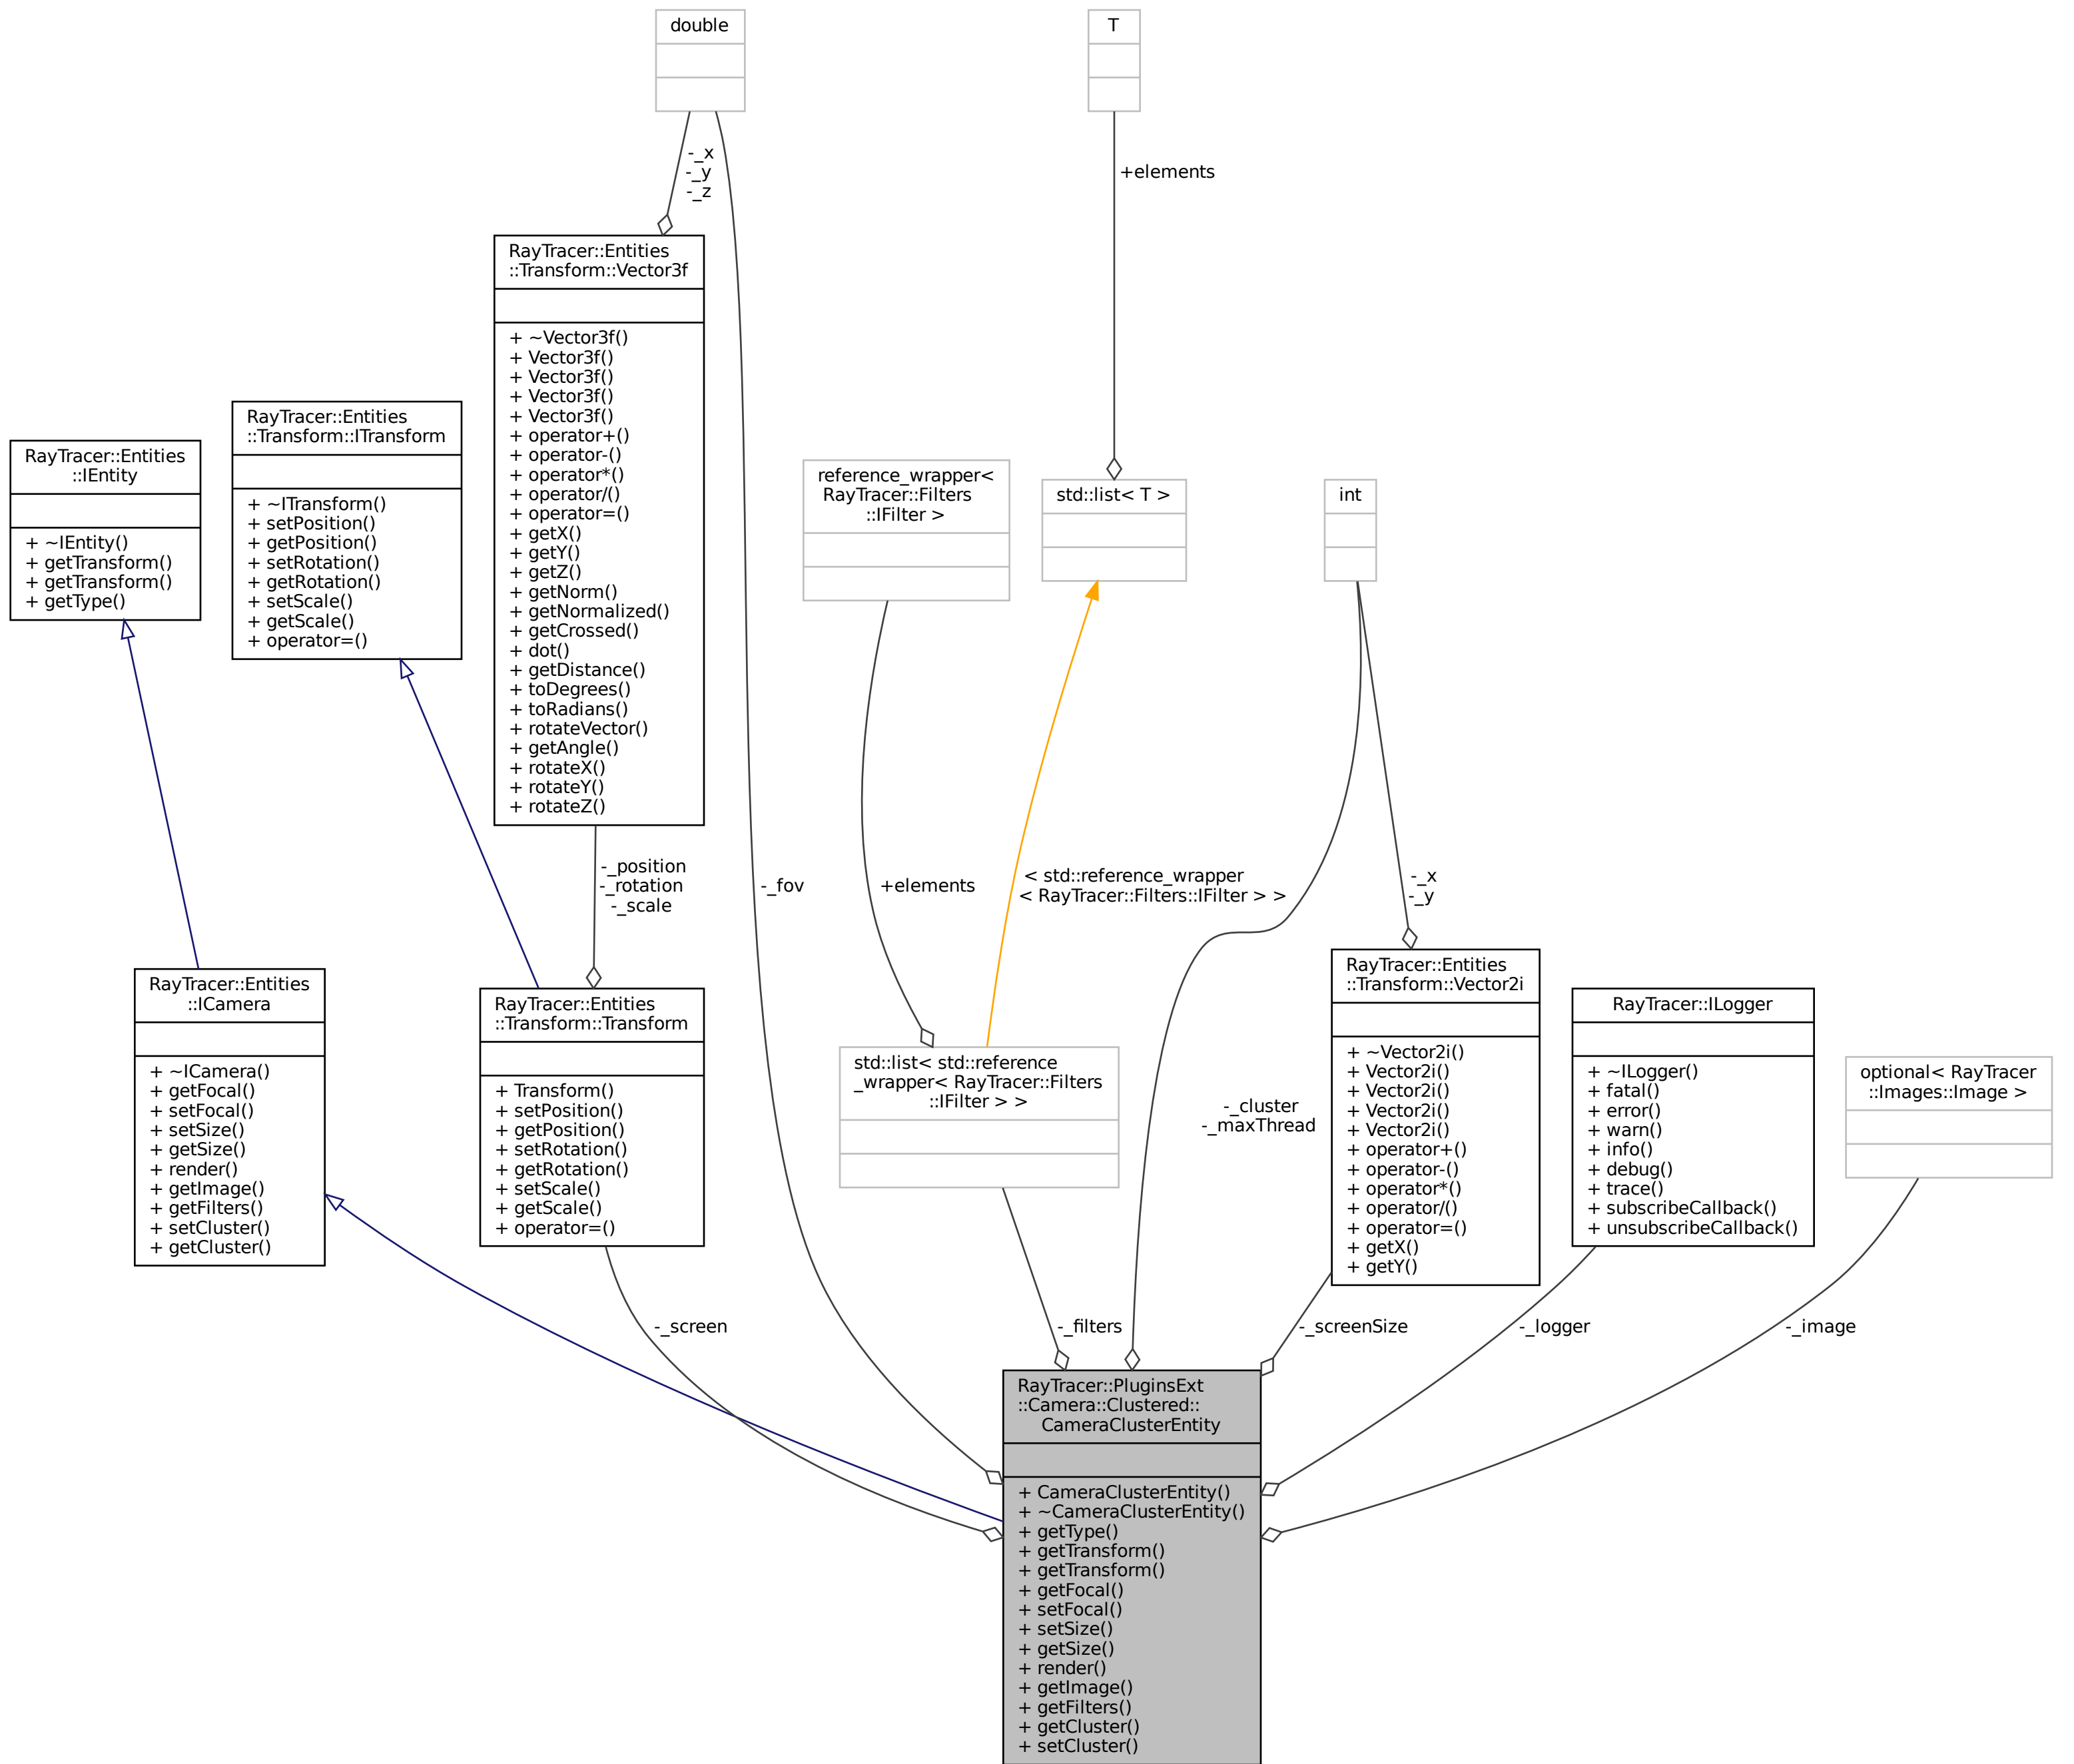 double
T
-_x
-_y
-_z
+elements
RayTracer::Entities
::Transform::Vector3f
+ ~Vector3f()
+ Vector3f()
+ Vector3f()
+ Vector3f()
+ Vector3f()
+ operator+()
+ operator-()
+ operator*()
+ operator/()
+ operator=()
+ getX()
+ getY()
+ getZ()
+ getNorm()
+ getNormalized()
+ getCrossed()
+ dot()
+ getDistance()
+ toDegrees()
+ toRadians()
+ rotateVector()
+ getAngle()
+ rotateX()
+ rotateY()
+ rotateZ()
RayTracer::Entities
::Transform::ITransform
+ ~ITransform()
+ setPosition()
+ getPosition()
+ setRotation()
+ getRotation()
+ setScale()
+ getScale()
+ operator=()
RayTracer::Entities
::IEntity
+ ~IEntity()
+ getTransform()
+ getTransform()
+ getType()
reference_wrapper<
RayTracer::Filters
::IFilter >
std::list< T >
int
-_position
-_rotation
-_scale
-_fov
+elements
< std::reference_wrapper
< RayTracer::Filters::IFilter > >
-_x
-_y
RayTracer::Entities
::ICamera
+ ~ICamera()
+ getFocal()
+ setFocal()
+ setSize()
+ getSize()
+ render()
+ getImage()
+ getFilters()
+ setCluster()
+ getCluster()
RayTracer::Entities
::Transform::Transform
+ Transform()
+ setPosition()
+ getPosition()
+ setRotation()
+ getRotation()
+ setScale()
+ getScale()
+ operator=()
std::list< std::reference
_wrapper< RayTracer::Filters
::IFilter > >
-_cluster
-_maxThread
RayTracer::Entities
::Transform::Vector2i
+ ~Vector2i()
+ Vector2i()
+ Vector2i()
+ Vector2i()
+ Vector2i()
+ operator+()
+ operator-()
+ operator*()
+ operator/()
+ operator=()
+ getX()
+ getY()
RayTracer::ILogger
+ ~ILogger()
+ fatal()
+ error()
+ warn()
+ info()
+ debug()
+ trace()
+ subscribeCallback()
+ unsubscribeCallback()
optional< RayTracer
::Images::Image >
-_screen
-_filters
-_screenSize
-_logger
-_image
RayTracer::PluginsExt
::Camera::Clustered::
CameraClusterEntity
+ CameraClusterEntity()
+ ~CameraClusterEntity()
+ getType()
+ getTransform()
+ getTransform()
+ getFocal()
+ setFocal()
+ setSize()
+ getSize()
+ render()
+ getImage()
+ getFilters()
+ getCluster()
+ setCluster()